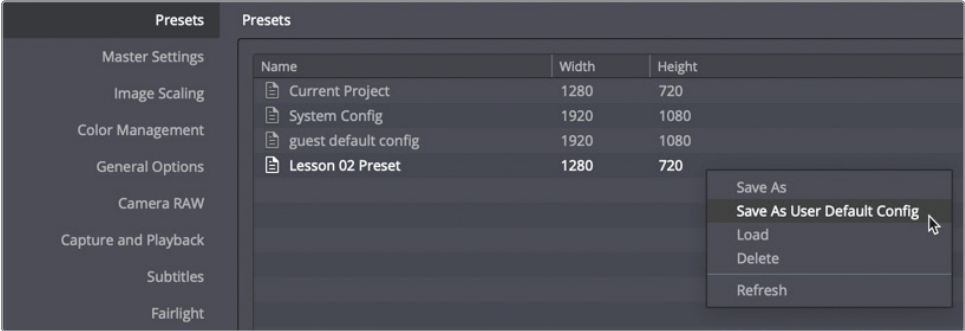 Presets
Presets
Master Settings
Image Scaling
Color Management
General Options
Camera RAW
Capture and Playback
Subtitles
Fairlight
Name Width Height
Current Project 1280 720
System Config 1920 1080
guest default config 1920 1080
Lesson 02 Preset 1280 720
Save As
Save As User Default Config
Load
Delete
Refresh